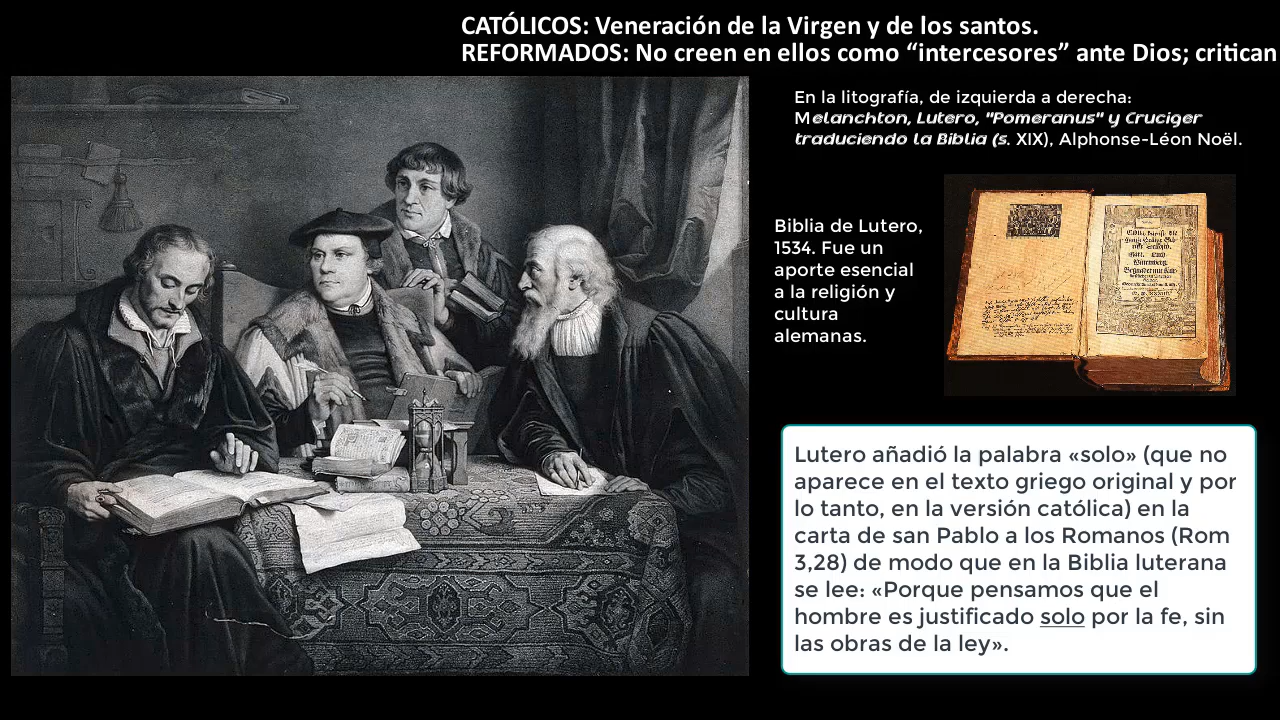 CATÓLICOS: Veneración de la Virgen y de los santos.
REFORMADOS: No creen en ellos como “intercesores” ante Dios; critican
En la litografía, de izquierda a derecha:
Melanchton, Lutero, "Pomeranus" y Cruciger
traduciendo la Biblia (s. XIX), Alphonse-Léon Noël.
Biblia de Lutero,
1534. Fue un
aporte esencial
a la religión y
cultura
alemanas.
Lutero añadió la palabra «solo» (que no
aparece en el texto griego original y por
lo tanto, en la versión católica) en la
carta de san Pablo a los Romanos (Rom
3,28) de modo que en la Biblia luterana
se lee: «Porque pensamos que el
hombre es justificado solo por la fe, sin
las obras de la ley».